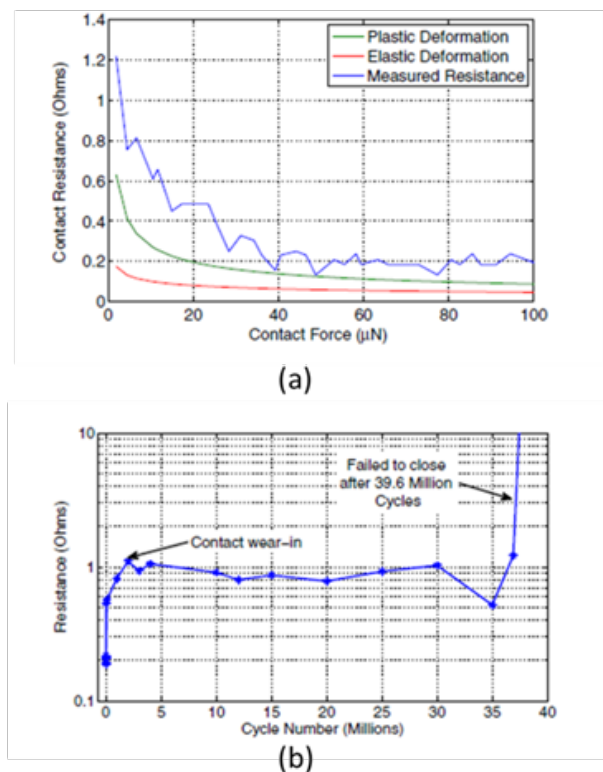 1.4
1.2
1
0.8
0.6
0.4
0.2
0
Contact Resistance (Ohms)
Plastic Deformation
Elastic Deformation
Measured Resistance
0 20 40 60 80 100
Contact Force (μN)
(a)
10
1
0.1
Resistance (Ohms)
Failed to close
after 39.6 Million
Cycles
Contact wear-in
0 5 10 15 20 25 30 35 40
Cycle Number (Millions)
(b)